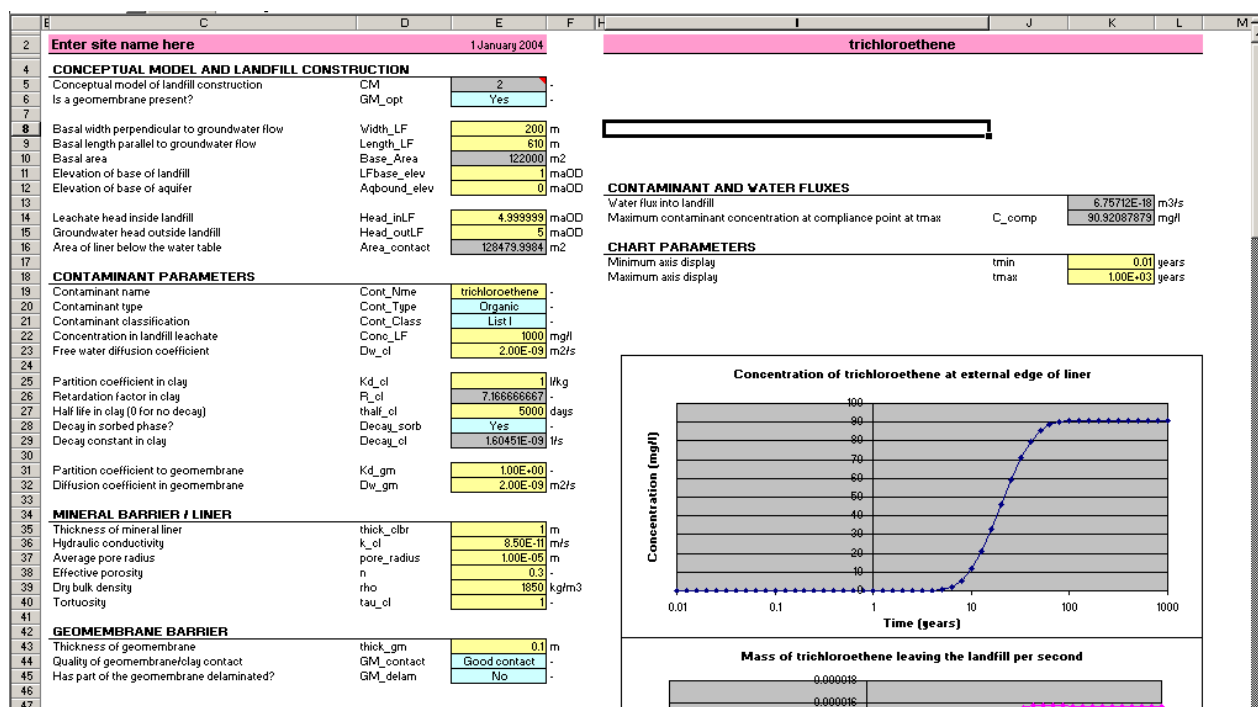 C D E F H I J K L M
2 Enter site name here 1 January 2004 trichloroethene
4 CONCEPTUAL MODEL AND LANDFILL CONSTRUCTION
5 Conceptual model of landfill construction CM 2 -
6 Is a geomembrane present? GM_opt Yes -
7
8 Basal width perpendicular to groundwater flow Width_LF 200 m
9 Basal length parallel to groundwater flow Length_LF 610 m
10 Basal area Base_Area 122000 m2
11 Elevation of base of landfill LFbase_elev 1 maOD
12 Elevation of base of aquifer Aqbound_elev 0 maOD CONTAMINANT AND WATER FLUXES
13 Water flux into landfill 6.75712E-18 m3/s
14 Leachate head inside landfill Head_inLF 4.999999 maOD Maximum contaminant concentration at compliance point at tmax C_comp 90.92087879 mg/l
15 Groundwater head outside landfill Head_outLF 5 maOD
16 Area of liner below the water table Area_contact 128479.9984 m2 CHART PARAMETERS
17 Minimum axis display tmin 0.01 years
18 CONTAMINANT PARAMETERS Maximum axis display tmax 1.00E+03 years
19 Contaminant name Cont_Nme trichloroethene -
20 Contaminant type Cont_Type Organic -
21 Contaminant classification Cont_Class List I -
22 Concentration in landfill leachate Conc_LF 1000 mg/l
23 Free water diffusion coefficient Dw_cl 2.00E-09 m2/s
24
25 Partition coefficient in clay Kd_cl 1 l/kg
26 Retardation factor in clay R_cl 7.166666667 -
27 Half life in clay (0 for no decay) thalf_cl 5000 days
28 Decay in sorbed phase? Decay_sorb Yes -
29 Decay constant in clay Decay_cl 1.60451E-09 1/s
30
31 Partition coefficient to geomembrane Kd_gm 1.00E+00 -
32 Diffusion coefficient in geomembrane Dw_gm 2.00E-09 m2/s
33
34 MINERAL BARRIER / LINER
35 Thickness of mineral liner thick_clbr 1 m
36 Hydraulic conductivity k_cl 8.50E-11 m/s
37 Average pore radius pore_radius 1.00E-05 m
38 Effective porosity n 0.3 -
39 Dry bulk density rho 1850 kg/m3
40 Tortuosity tau_cl 1 -
41
42 GEOMEMBRANE BARRIER
43 Thickness of geomembrane thick_gm 0.1 m
44 Quality of geomembrane/clay contact GM_contact Good contact -
45 Has part of the geomembrane delaminated? GM_delam No -
46
47
Concentration of trichloroethene at external edge of liner
Concentration (mg/l)
100
90
80
70
60
50
40
30
20
10
0
0.01 0.1 1 10 100 1000
Time (years)
Mass of trichloroethene leaving the landfill per second
0.000018
0.000016